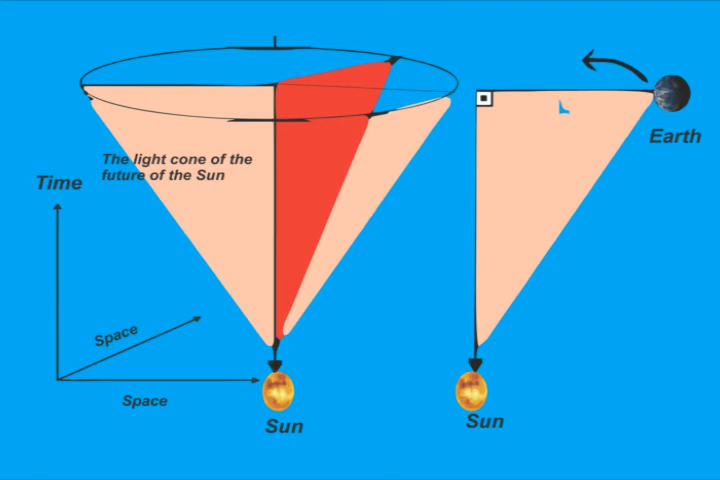 The light cone of the
future of the Sun
Time
Space
Space
Sun
Earth
Sun